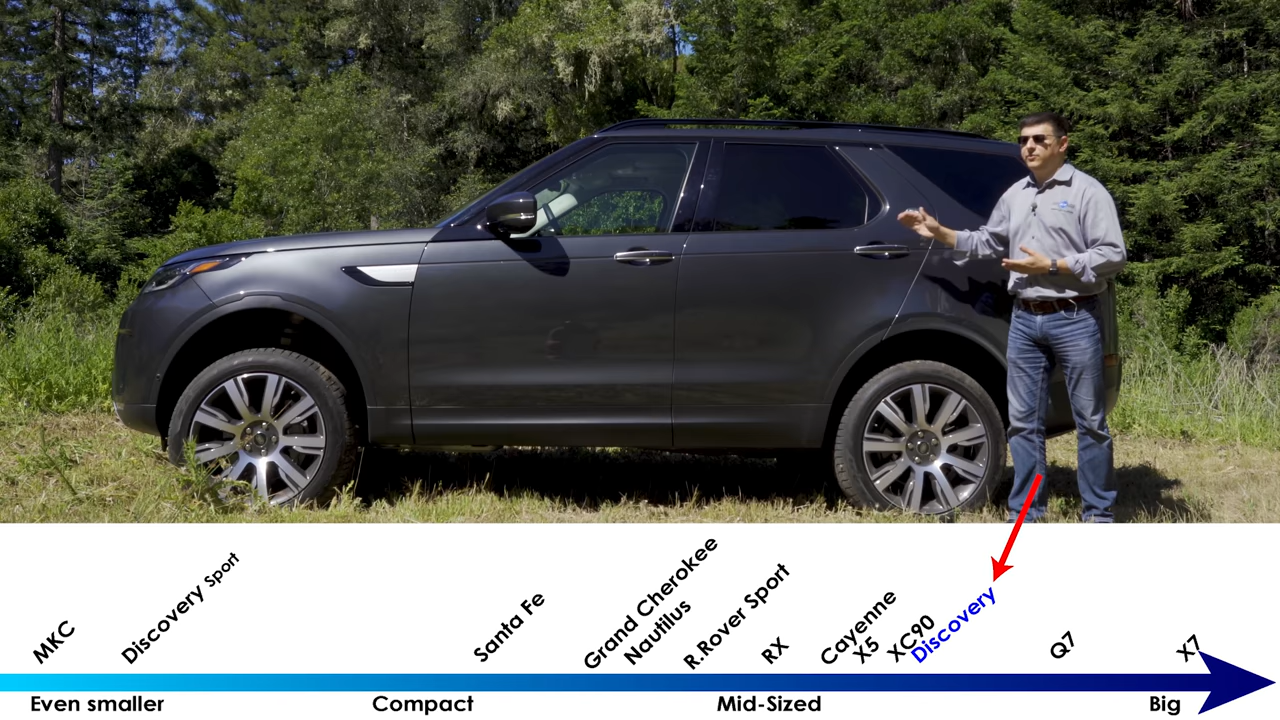 MKC
Discovery Sport
Santa Fe
Grand Cherokee
Nautilus
R.Rover Sport
RX
Cayenne
X5
XC90
Discovery
Q7
X7
Even smaller
Compact
Mid-Sized
Big